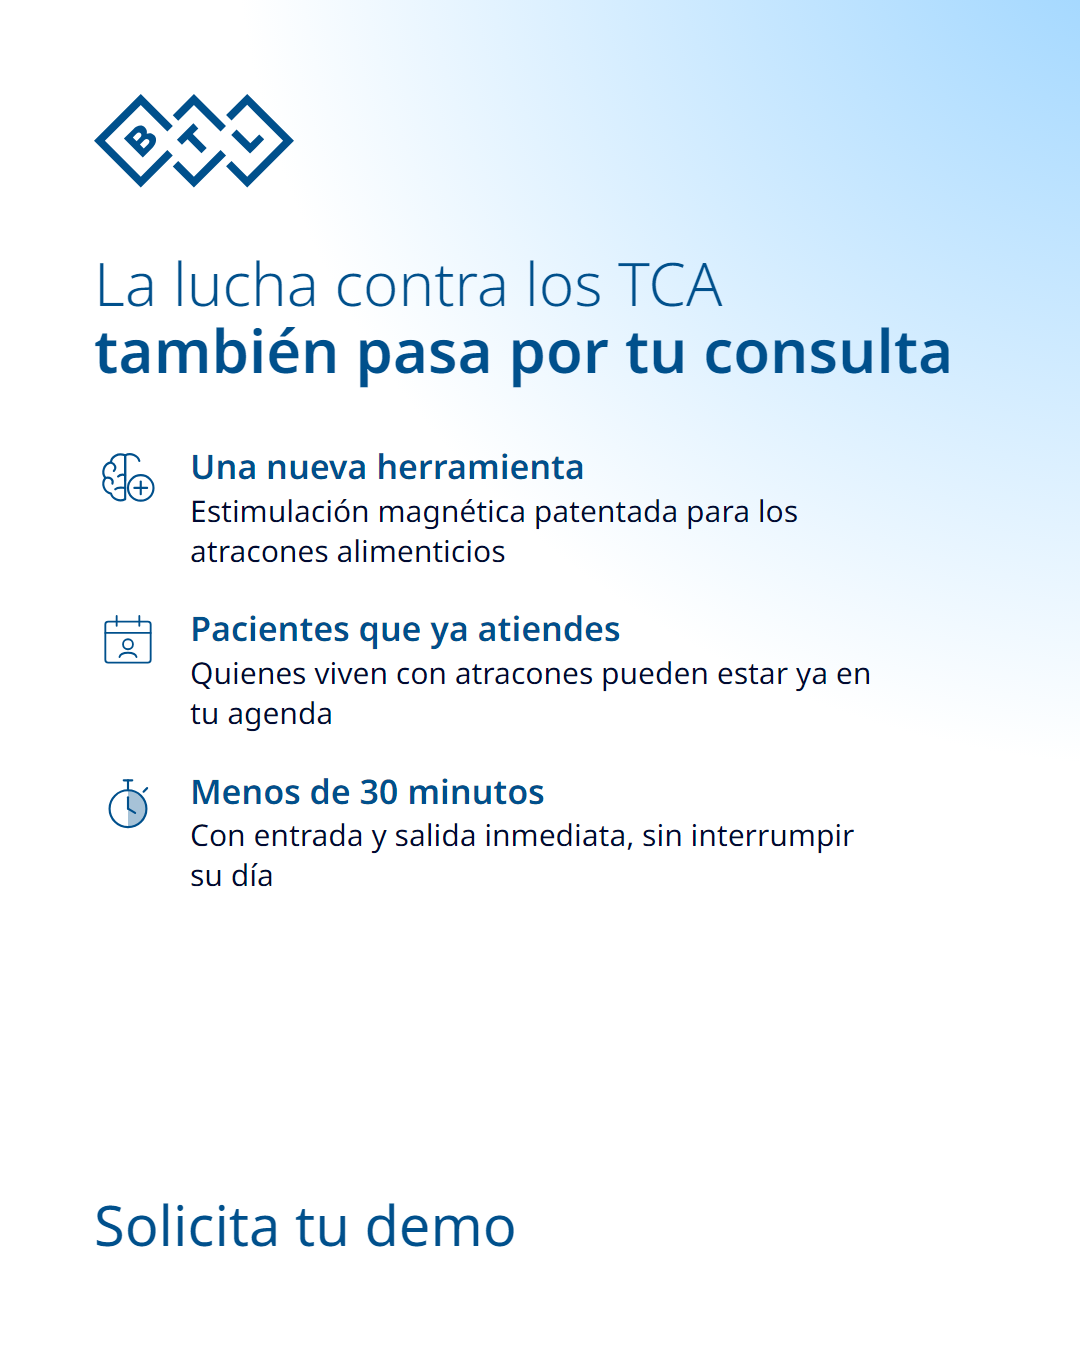 BTL
La lucha contra los TCA
también pasa por tu consulta
Una nueva herramienta
Estimulación magnética patentada para los
atracones alimenticios
Pacientes que ya atiendes
Quienes viven con atracones pueden estar ya en
tu agenda
Menos de 30 minutos
Con entrada y salida inmediata, sin interrumpir
su día
Solicita tu demo